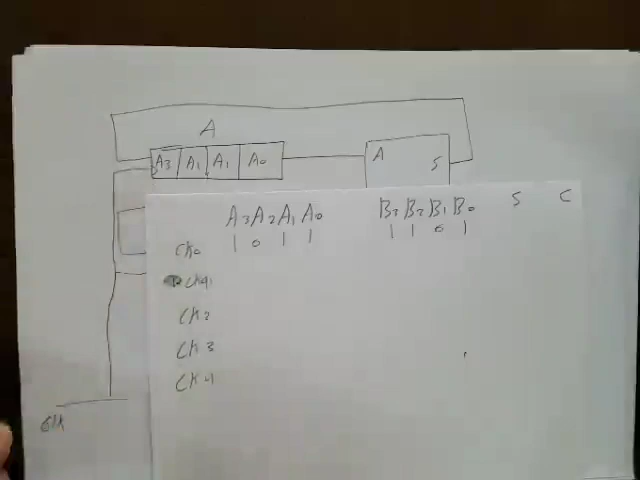 A
A3 A1 A1 A0 A S
A3 A2 A1 A0 B3 B2 B1 B0 S C
1 0 1 1 1 1 0 1
CK0
CK1
CK2
CK3
CK4
Clk